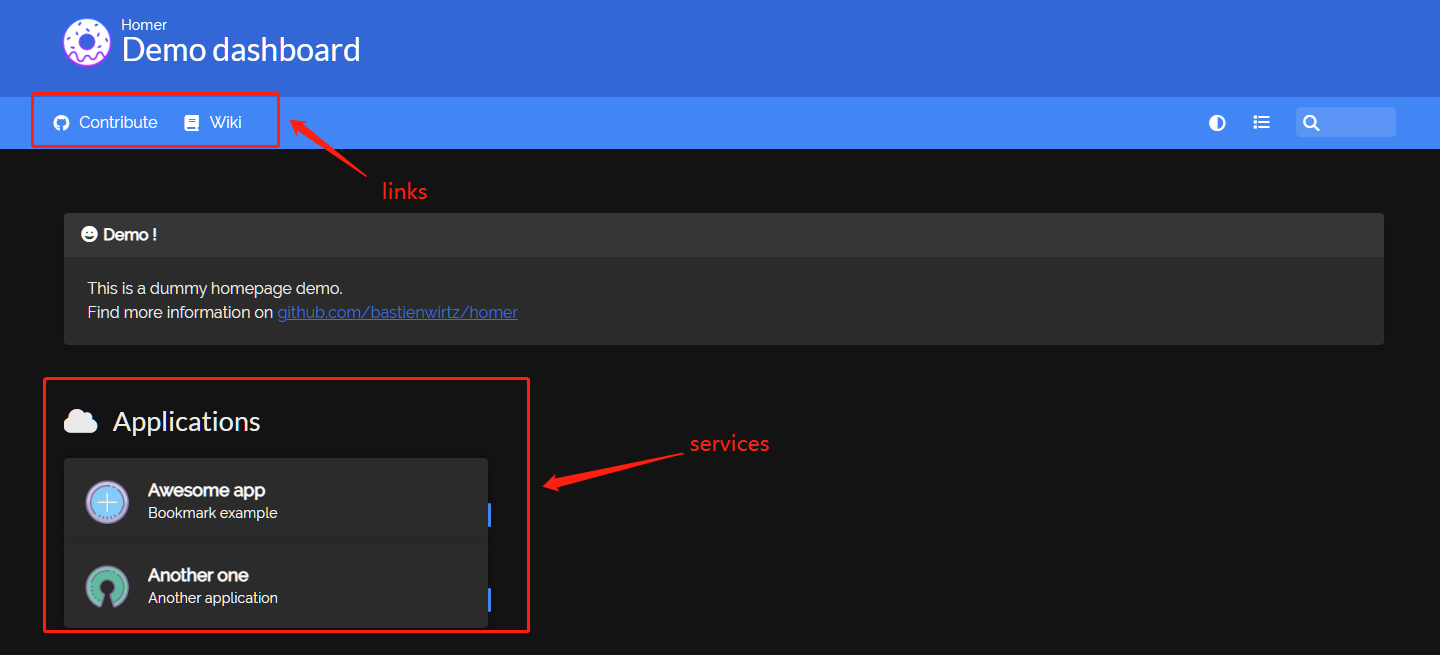 Homer
Demo dashboard
Contribute
Wiki
links
Demo !
This is a dummy homepage demo.
Find more information on github.com/bastienwirtz/homer
Applications
services
Awesome app
Bookmark example
Another one
Another application